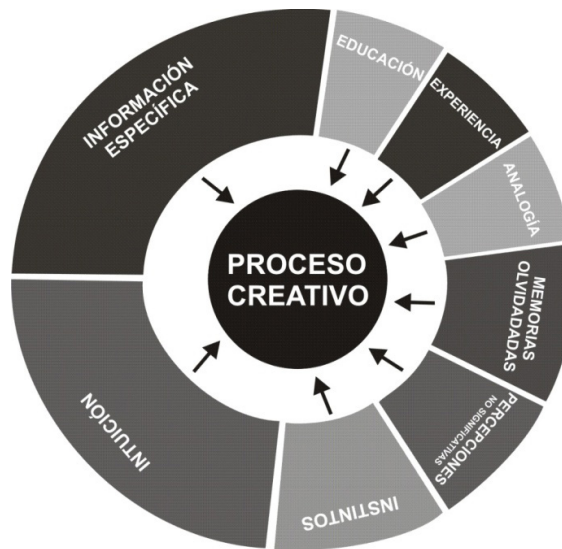 INFORMACIÓN
ESPECÍFICA
EDUCACIÓN
EXPERIENCIA
ANALOGÍA
MEMORIAS
OLVIDADADAS
PERCEPCIONES
NO SIGNIFICATIVAS
INSTINTOS
INTUICIÓN
PROCESO
CREATIVO